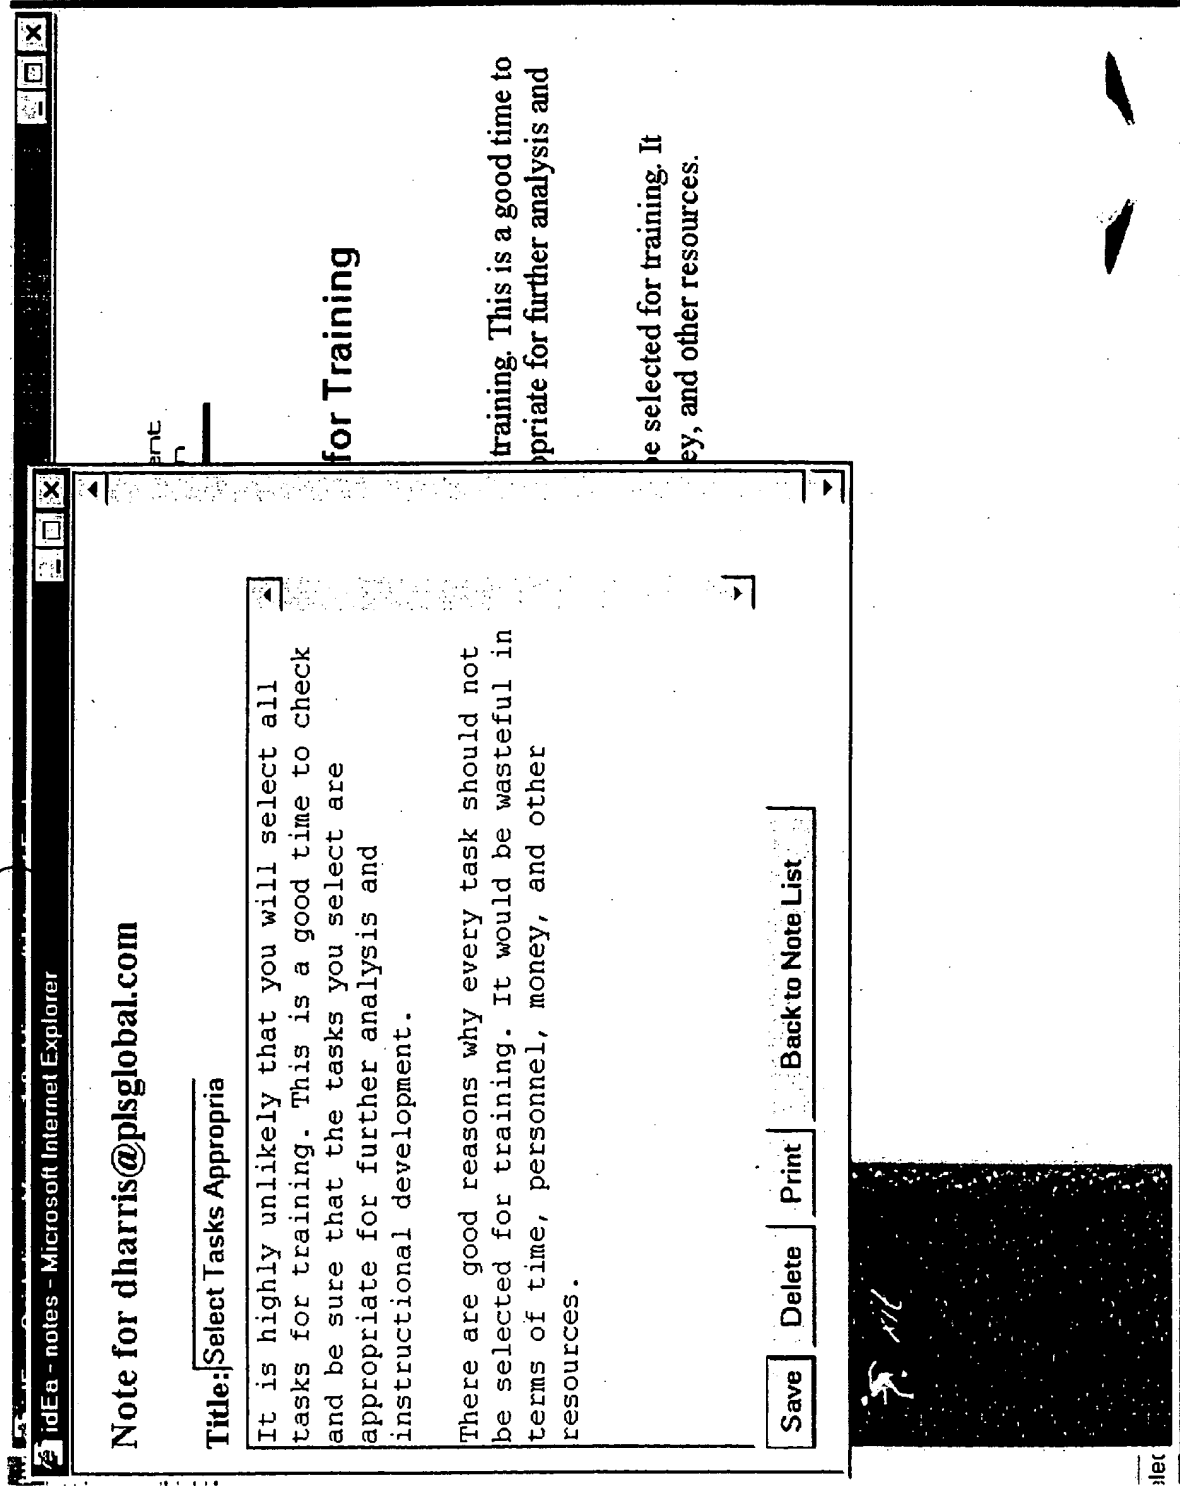 idEa - notes - Microsoft Internet Explorer
Note for dharris@plsglobal.com
Title: Select Tasks Appropria
It is highly unlikely that you will select all
tasks for training. This is a good time to check
and be sure that the tasks you select are
appropriate for further analysis and
instructional development.
There are good reasons why every task should not
be selected for training. It would be wasteful in
terms of time, personnel, money, and other
resources.
Save Delete Print Back to Note List
ent
n
for Training
training. This is a good time to
priate for further analysis and
e selected for training. It
ey, and other resources.
elec